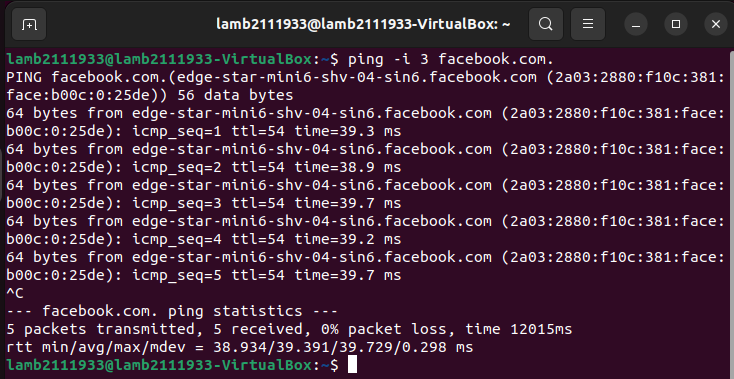 lamb2111933@lamb2111933-VirtualBox: ~
lamb2111933@lamb2111933-VirtualBox:~$ ping -i 3 facebook.com.
PING facebook.com.(edge-star-mini6-shv-04-sin6.facebook.com (2a03:2880:f10c:381:
face:b00c:0:25de)) 56 data bytes
64 bytes from edge-star-mini6-shv-04-sin6.facebook.com (2a03:2880:f10c:381:face:
b00c:0:25de): icmp_seq=1 ttl=54 time=39.3 ms
64 bytes from edge-star-mini6-shv-04-sin6.facebook.com (2a03:2880:f10c:381:face:
b00c:0:25de): icmp_seq=2 ttl=54 time=38.9 ms
64 bytes from edge-star-mini6-shv-04-sin6.facebook.com (2a03:2880:f10c:381:face:
b00c:0:25de): icmp_seq=3 ttl=54 time=39.7 ms
64 bytes from edge-star-mini6-shv-04-sin6.facebook.com (2a03:2880:f10c:381:face:
b00c:0:25de): icmp_seq=4 ttl=54 time=39.2 ms
64 bytes from edge-star-mini6-shv-04-sin6.facebook.com (2a03:2880:f10c:381:face:
b00c:0:25de): icmp_seq=5 ttl=54 time=39.7 ms
^C
--- facebook.com. ping statistics ---
5 packets transmitted, 5 received, 0% packet loss, time 12015ms
rtt min/avg/max/mdev = 38.934/39.391/39.729/0.298 ms
lamb2111933@lamb2111933-VirtualBox:~$